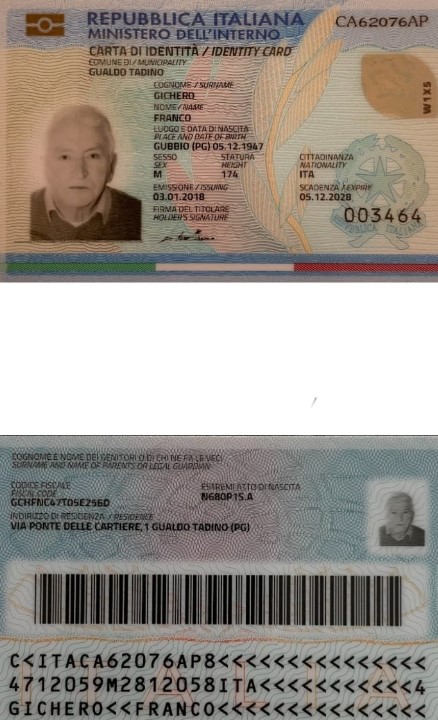 REPUBBLICA ITALIANA
MINISTERO DELL'INTERNO
CA62076AP
CARTA DI IDENTITÀ / IDENTITY CARD
COMUNE DI / MUNICIPALITY
GUALDO TADINO
COGNOME / SURNAME
GICHERO
NOME / NAME
FRANCO
LUOGO E DATA DI NASCITA
PLACE AND DATE OF BIRTH
GUBBIO (PG) 05.12.1947
SESSO STATURA CITTADINANZA
SEX HEIGHT NATIONALITY
M 174 ITA
EMISSIONE / ISSUING SCADENZA / EXPIRY
03.01.2018 05.12.2028
FIRMA DEL TITOLARE
HOLDER'S SIGNATURE
003464
W1X5
REPUBBLICA ITALIANA
COGNOME E NOME DEI GENITORI O DI CHI NE FA LE VECI
SURNAME AND NAME OF PARENTS OR LEGAL GUARDIAN
CODICE FISCALE ESTREMI ATTO DI NASCITA
FISCAL CODE N680P1S.A
GCHFNC47T05E256D
INDIRIZZO DI RESIDENZA / RESIDENCE
VIA PONTE DELLE CARTIERE, 1 GUALDO TADINO (PG)
C<ITACA62076AP8<<<<<<<<<<<<<<<
4712059M2812058ITA<<<<<<<<<<<4
GICHERO<<FRANCO<<<<<<<<<<<<<<<